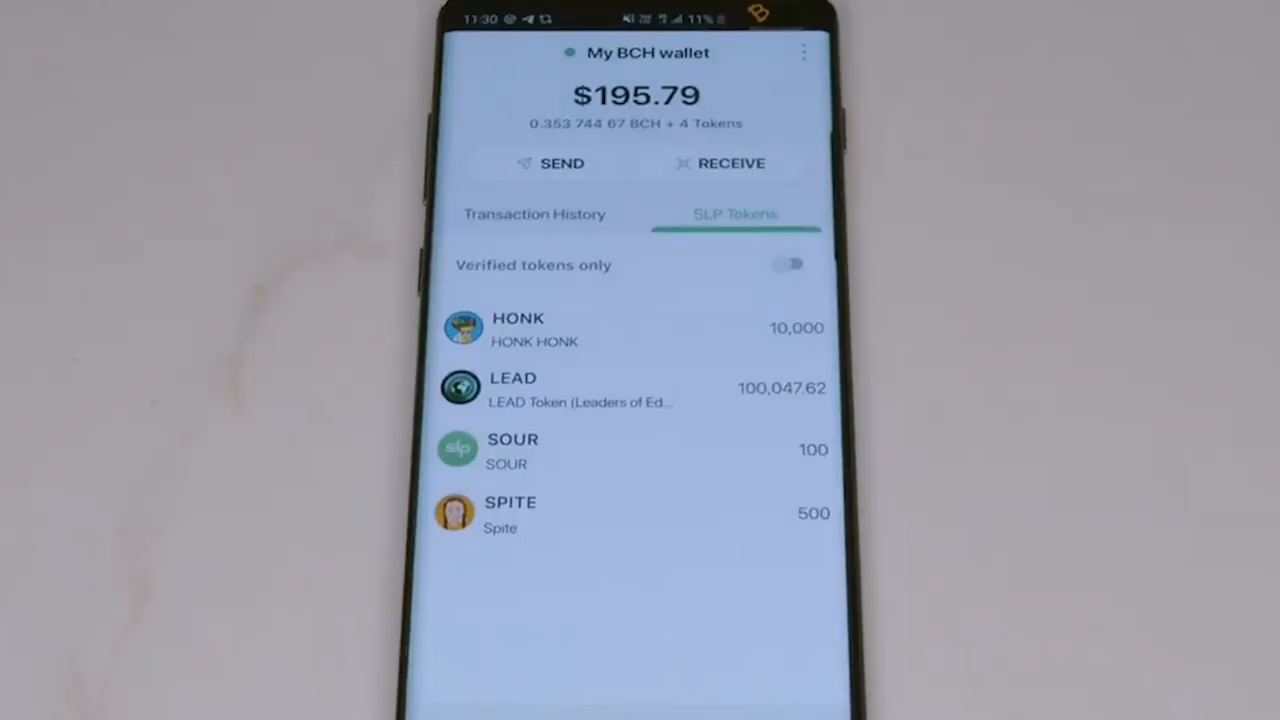 11:30 11%
My BCH wallet
$195.79
0.353 744 67 BCH + 4 Tokens
SEND RECEIVE
Transaction History SLP Tokens
Verified tokens only
HONK
HONK HONK 10,000
LEAD
LEAD Token (Leaders of Ed... 100,047.62
slp SOUR
SOUR 100
SPITE
Spite 500